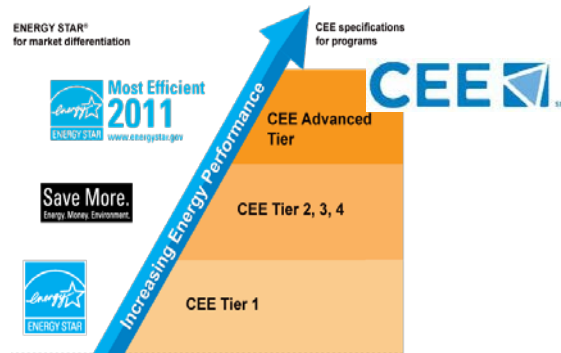 ENERGY STAR®
for market differentiation
CEE specifications
for programs
CEE
Most Efficient
2011
www.energystar.gov
energy
ENERGY STAR
CEE Advanced
Tier
Increasing Energy Performance
Save More.
Energy. Money. Environment.
CEE Tier 2, 3, 4
energy
ENERGY STAR
CEE Tier 1